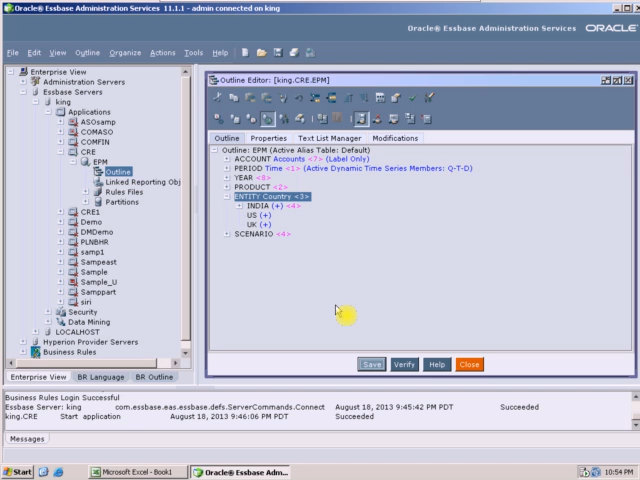 Oracle® Essbase Administration Services 11.1.1 - admin connected on king
Oracle® Essbase Administration Services ORACLE
File Edit View Outline Organize Actions Tools Help
Enterprise View
Administration Servers
Essbase Servers
king
Applications
ASOsamp
COMASO
COMFIN
CRE
EPM
Outline
Linked Reporting Obj
Rules Files
Partitions
CRE1
Demo
DMDemo
PLNBHR
samp1
Sampeast
Sample
Sample_U
Samppart
siri
Security
Data Mining
LOCALHOST
Hyperion Provider Servers
Business Rules
Enterprise View BR Language BR Outline
Outline Editor: [king.CRE.EPM]
Outline Properties Text List Manager Modifications
Outline: EPM (Active Alias Table: Default)
ACCOUNT Accounts <7> (Label Only)
PERIOD Time <1> (Active Dynamic Time Series Members: Q-T-D)
YEAR <8>
PRODUCT <2>
ENTITY Country <3>
INDIA (+) <4>
US (+)
UK (+)
SCENARIO <4>
Save Verify Help Close
Business Rules Login Successful
Essbase Server: king com.essbase.eas.essbase.defs.ServerCommands.Connect August 18, 2013 9:45:42 PM PDT Succeeded
king.CRE Start application August 18, 2013 9:46:06 PM PDT Succeeded
Messages
Start Microsoft Excel - Book1 Oracle® Essbase Adm... 10:54 PM